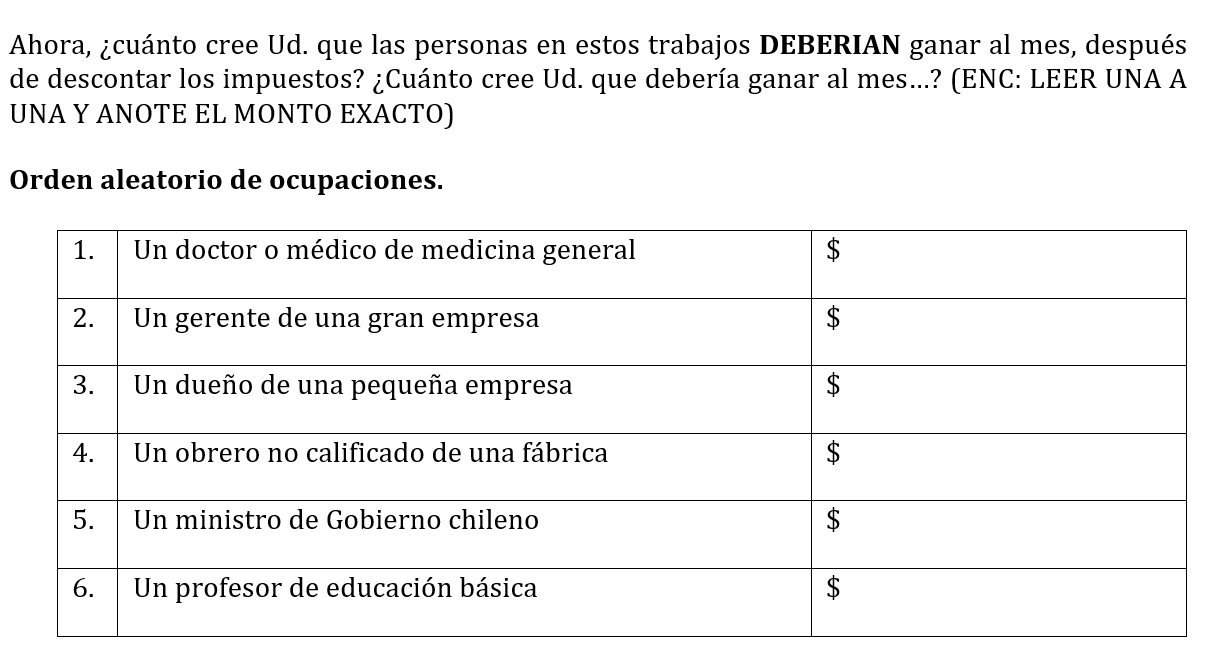 Ahora, ¿cuánto cree Ud. que las personas en estos trabajos DEBERIAN ganar al mes, después
de descontar los impuestos? ¿Cuánto cree Ud. que debería ganar al mes…? (ENC: LEER UNA A
UNA Y ANOTE EL MONTO EXACTO)
Orden aleatorio de ocupaciones.
1. Un doctor o médico de medicina general $
2. Un gerente de una gran empresa $
3. Un dueño de una pequeña empresa $
4. Un obrero no calificado de una fábrica $
5. Un ministro de Gobierno chileno $
6. Un profesor de educación básica $